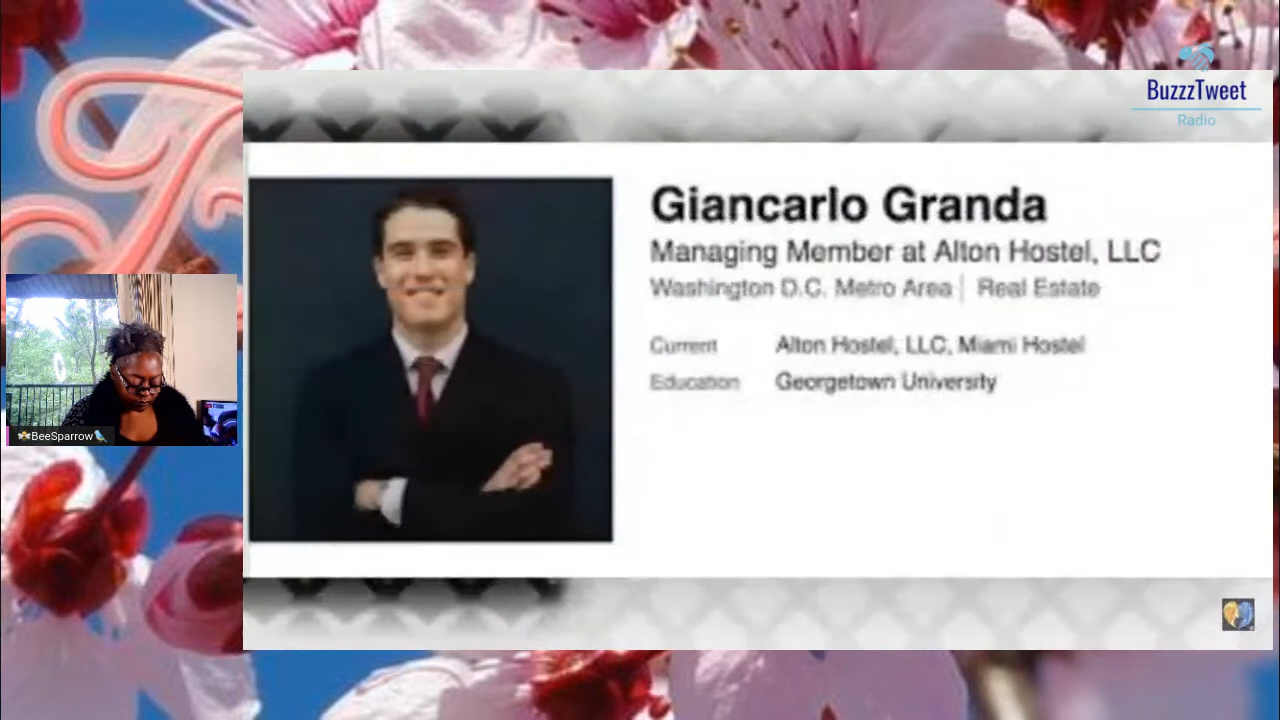 BuzzzTweet
Radio
Giancarlo Granda
Managing Member at Alton Hostel, LLC
Washington D.C. Metro Area | Real Estate
Current Alton Hostel, LLC, Miami Hostel
Education Georgetown University
🐝BeeSparrow🐦